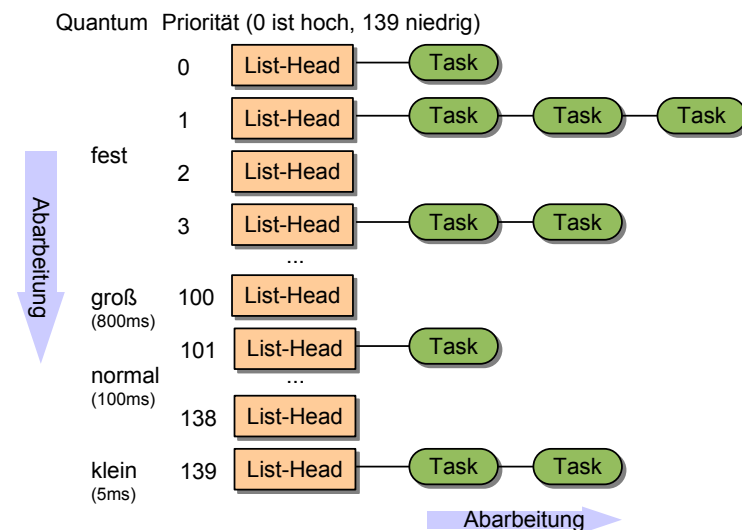 Quantum Priorität (0 ist hoch, 139 niedrig)
0 List-Head Task
1 List-Head Task Task Task
fest
2 List-Head
3 List-Head Task Task
...
Abarbeitung
groß 100 List-Head
(800ms)
101 List-Head Task
...
normal
(100ms)
138 List-Head
klein 139 List-Head Task Task
(5ms)
Abarbeitung